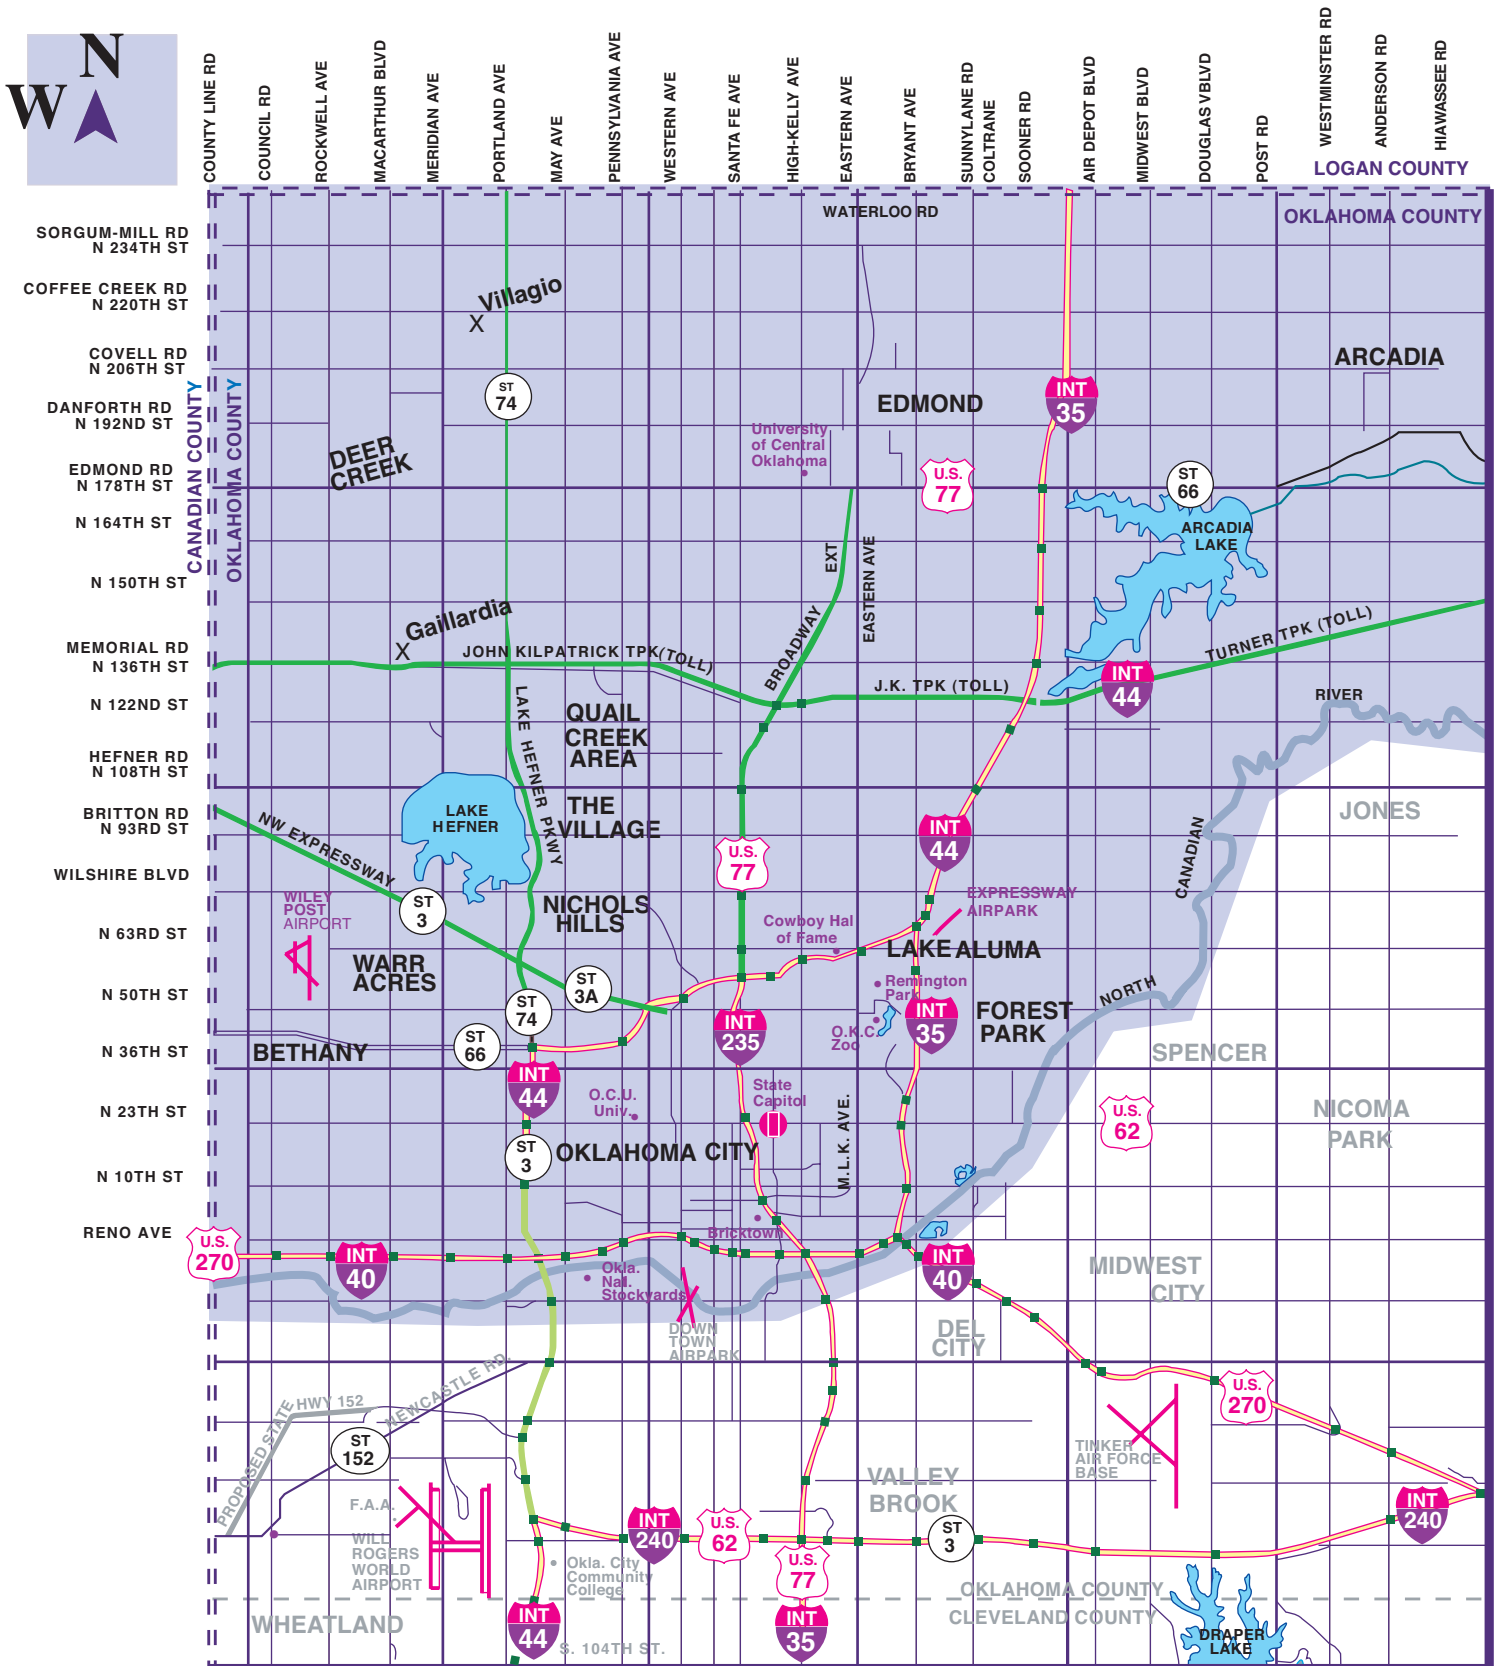 N
W
COUNTY LINE RD
COUNCIL RD
ROCKWELL AVE
MACARTHUR BLVD
MERIDIAN AVE
PORTLAND AVE
MAY AVE
PENNSYLVANIA AVE
WESTERN AVE
SANTA FE AVE
HIGH-KELLY AVE
EASTERN AVE
BRYANT AVE
SUNNYLANE RD
COLTRANE
SOONER RD
AIR DEPOT BLVD
MIDWEST BLVD
DOUGLAS VBLVD
POST RD
WESTMINSTER RD
ANDERSON RD
HIAWASSEE RD
LOGAN COUNTY
OKLAHOMA COUNTY
WATERLOO RD
SORGUM-MILL RD
N 234TH ST
COFFEE CREEK RD
N 220TH ST
COVELL RD
N 206TH ST
DANFORTH RD
N 192ND ST
EDMOND RD
N 178TH ST
N 164TH ST
N 150TH ST
MEMORIAL RD
N 136TH ST
N 122ND ST
HEFNER RD
N 108TH ST
BRITTON RD
N 93RD ST
WILSHIRE BLVD
N 63RD ST
N 50TH ST
N 36TH ST
N 23TH ST
N 10TH ST
RENO AVE
CANADIAN COUNTY
OKLAHOMA COUNTY
Villagio
X
ST
74
DEER
CREEK
EDMOND
University
of Central
Oklahoma
U.S.
77
INT
35
ARCADIA
ST
66
ARCADIA
LAKE
EXT
EASTERN AVE
BROADWAY
Gaillardia
X
JOHN KILPATRICK TPK(TOLL)
J.K. TPK (TOLL)
TURNER TPK (TOLL)
INT
44
RIVER
LAKE HEFNER PKWY
QUAIL
CREEK
AREA
LAKE
HEFNER
THE
VILLAGE
NW EXPRESSWAY
ST
3
U.S.
77
INT
44
JONES
CANADIAN
WILEY
POST
AIRPORT
NICHOLS
HILLS
EXPRESSWAY
AIRPARK
Cowboy Hal
of Fame
LAKE ALUMA
WARR
ACRES
ST
3A
Remington
Park
NORTH
ST
74
INT
235
O.K.C.
Zoo
INT
35
FOREST
PARK
ST
66
BETHANY
SPENCER
INT
44
O.C.U.
Univ.
State
Capitol
M.L.K. AVE.
U.S.
62
NICOMA
PARK
ST
3
OKLAHOMA CITY
Bricktown
U.S.
270
INT
40
Okla.
Nal.
Stockyards
INT
40
MIDWEST
CITY
DOWN
TOWN
AIRPARK
DEL
CITY
NEWCASTLE RD.
HWY 152
PROPOSED STATE
ST
152
U.S.
270
TINKER
AIR FORCE
BASE
VALLEY
BROOK
F.A.A.
WILL
ROGERS
WORLD
AIRPORT
INT
240
U.S.
62
ST
3
INT
240
Okla. City
Community
College
U.S.
77
OKLAHOMA COUNTY
CLEVELAND COUNTY
WHEATLAND
INT
44
S. 104TH ST.
INT
35
DRAPER
LAKE